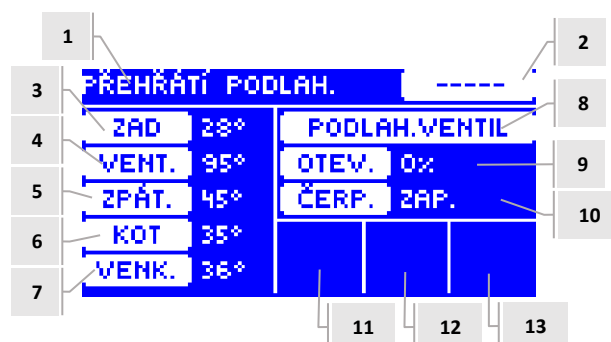 1
2
PŘEHŘÁTÍ PODLAH. -----
3
8
ZAD 28° PODLAH.VENTIL
4
9
VENT. 95° OTEV. 0%
5
10
ZPÁT. 45° ČERP. ZAP.
6
KOT 35°
7
VENK. 36°
11
12
13